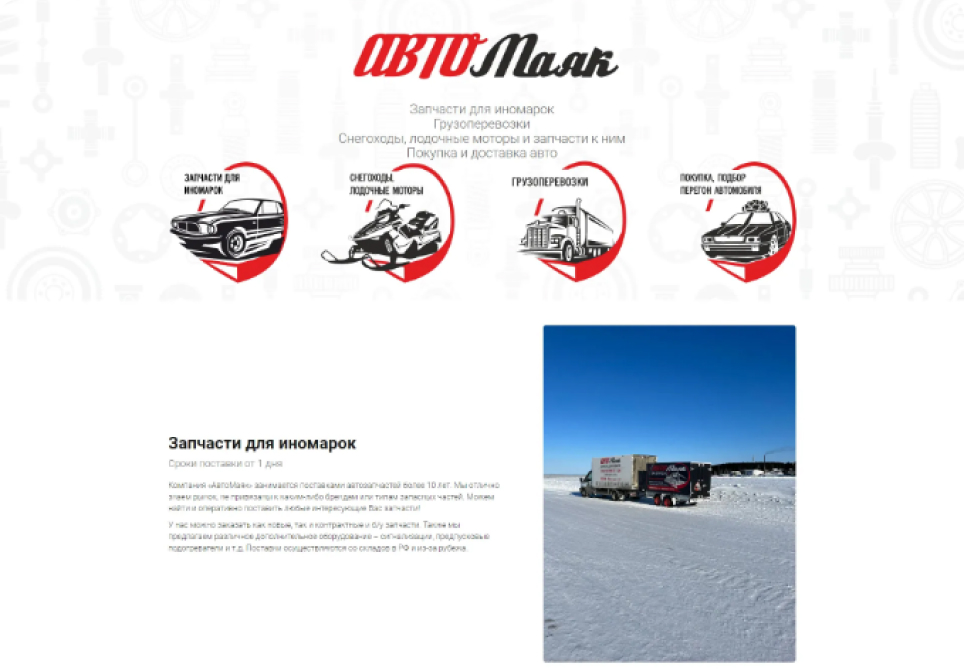 АВТОМаяк
Запчасти для иномарок
Грузоперевозки
Снегоходы, лодочные моторы и запчасти к ним
Покупка и доставка авто
ЗАПЧАСТИ ДЛЯ
ИНОМАРОК
СНЕГОХОДЫ,
ЛОДОЧНЫЕ МОТОРЫ
ГРУЗОПЕРЕВОЗКИ
ПОКУПКА, ПОДБОР
ПЕРЕГОН АВТОМОБИЛЯ
Запчасти для иномарок
Сроки поставки от 1 дня
Компания «АвтоМаяк» занимается поставками автозапчастей более 10 лет. Мы отлично
знаем рынок, не привязаны к каким-либо брендам или типам запасных частей. Можем
найти и оперативно поставить любые интересующие Вас запчасти!
У нас можно заказать как новые, так и контрактные и б/у запчасти. Также мы
предлагаем различное дополнительное оборудование – сигнализации, предпусковые
подогреватели и т.д. Поставки осуществляются со складов в РФ и из-за рубежа.